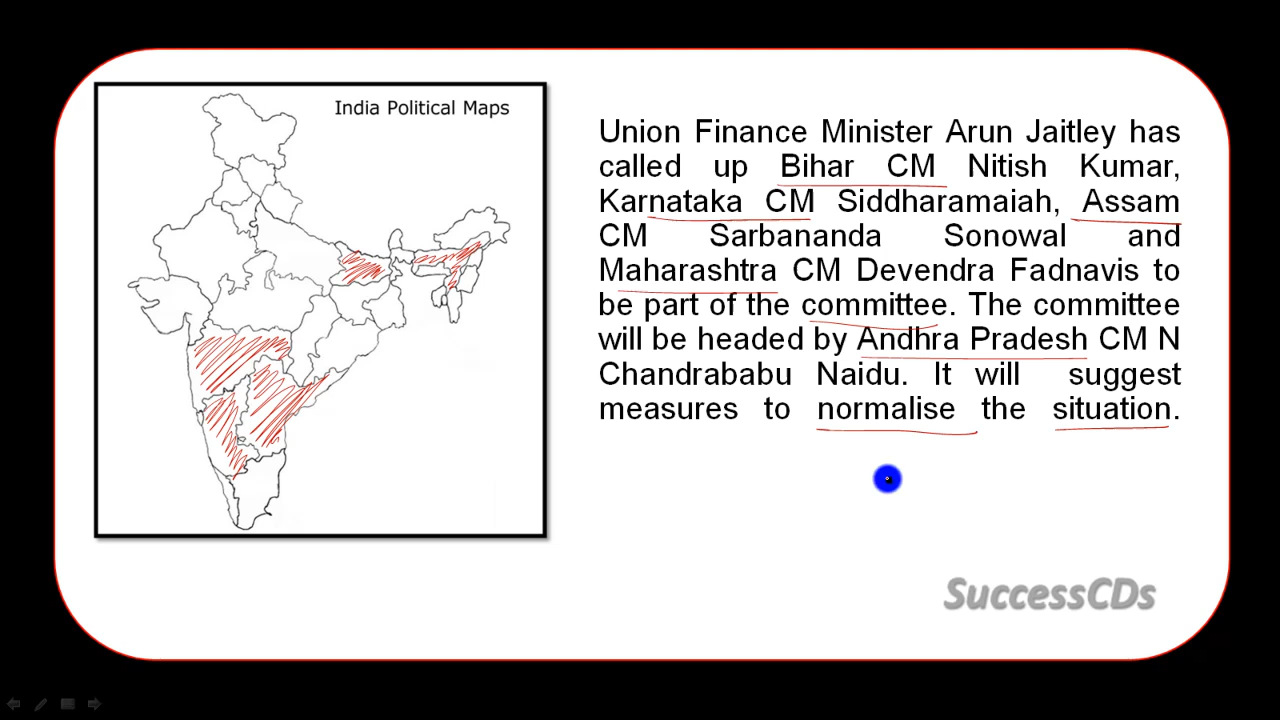 India Political Maps
Union Finance Minister Arun Jaitley has
called up Bihar CM Nitish Kumar,
Karnataka CM Siddharamaiah, Assam
CM Sarbananda Sonowal and
Maharashtra CM Devendra Fadnavis to
be part of the committee. The committee
will be headed by Andhra Pradesh CM N
Chandrababu Naidu. It will suggest
measures to normalise the situation.
SuccessCDs